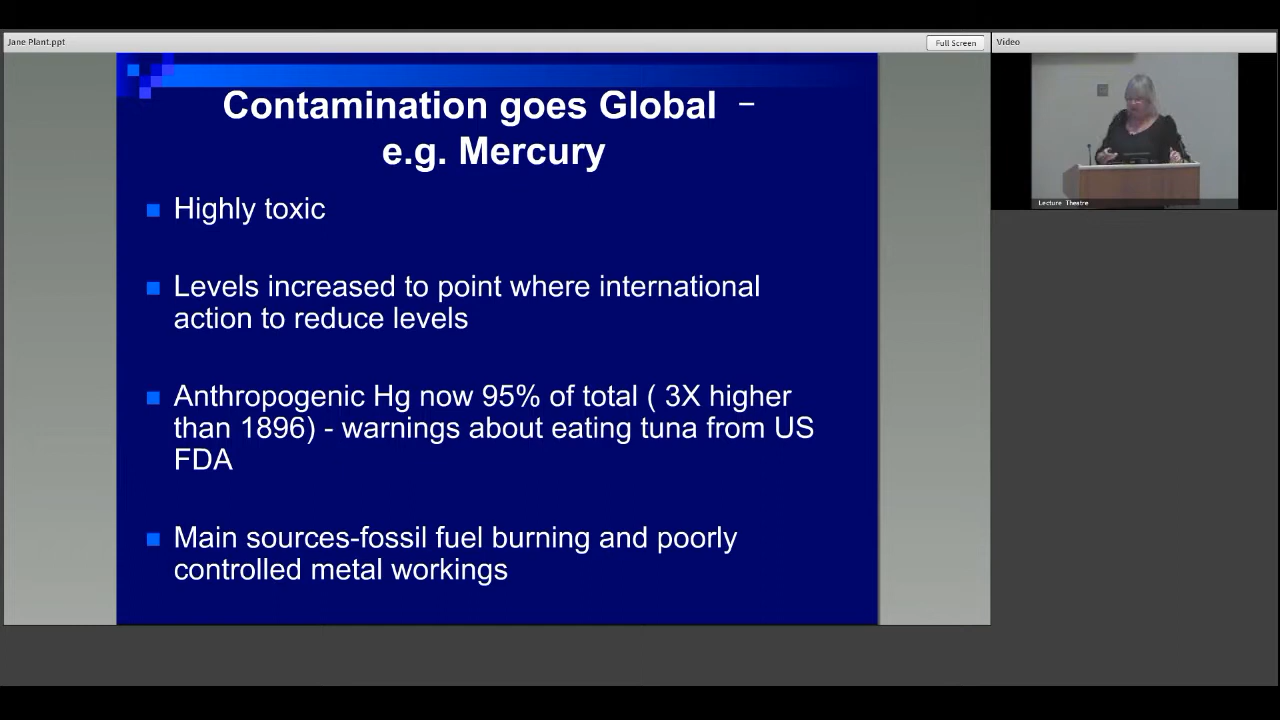 Jane Plant.ppt
Full Screen
Video
Contamination goes Global –
e.g. Mercury
Highly toxic
Levels increased to point where international
action to reduce levels
Anthropogenic Hg now 95% of total ( 3X higher
than 1896) - warnings about eating tuna from US
FDA
Main sources-fossil fuel burning and poorly
controlled metal workings
Lecture Theatre